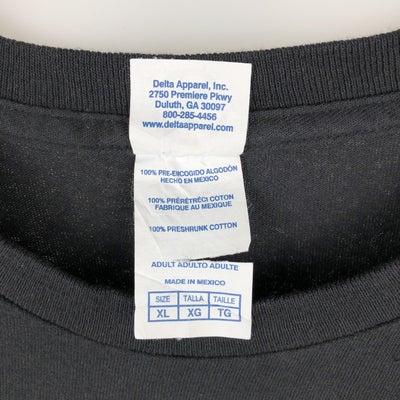 Delta Apparel, Inc.
2750 Premiere Pkwy
Duluth, GA 30097
800-285-4456
www.deltaapparel.com
100% PRE-ENCOGIDO ALGODÓN
HECHO EN MEXICO
100% PRÉRÉTRÉCI COTON
FABRIQUE AU MEXIQUE
100% PRESHRUNK COTTON
ADULT ADULTO ADULTE
MADE IN MEXICO
SIZE TALLA TAILLE
XL XG TG